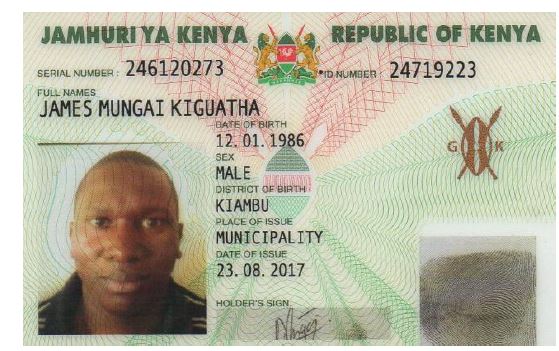 JAMHURI YA KENYA REPUBLIC OF KENYA
SERIAL NUMBER: 246120273 ID NUMBER: 24719223
FULL NAMES
JAMES MUNGAI KIGUATHA
DATE OF BIRTH
12.01.1986
SEX
MALE
G K
DISTRICT OF BIRTH
KIAMBU
PLACE OF ISSUE
MUNICIPALITY
DATE OF ISSUE
23.08.2017
HOLDER'S SIGN.